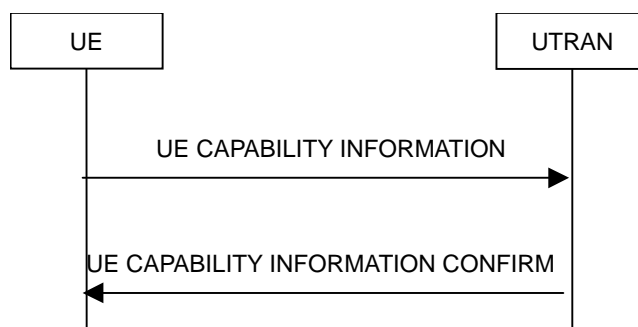 UE
UTRAN
UE CAPABILITY INFORMATION
UE CAPABILITY INFORMATION CONFIRM